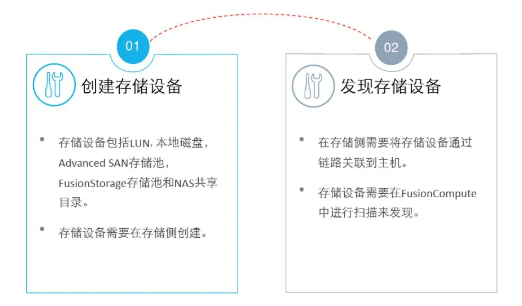 01
创建存储设备
• 存储设备包括LUN, 本地磁盘,
Advanced SAN存储池,
FusionStorage存储池和NAS共享
目录。
• 存储设备需要在存储侧创建。
02
发现存储设备
• 在存储侧需要将存储设备通过
链路关联到主机。
• 存储设备需要在FusionCompute
中进行扫描来发现。